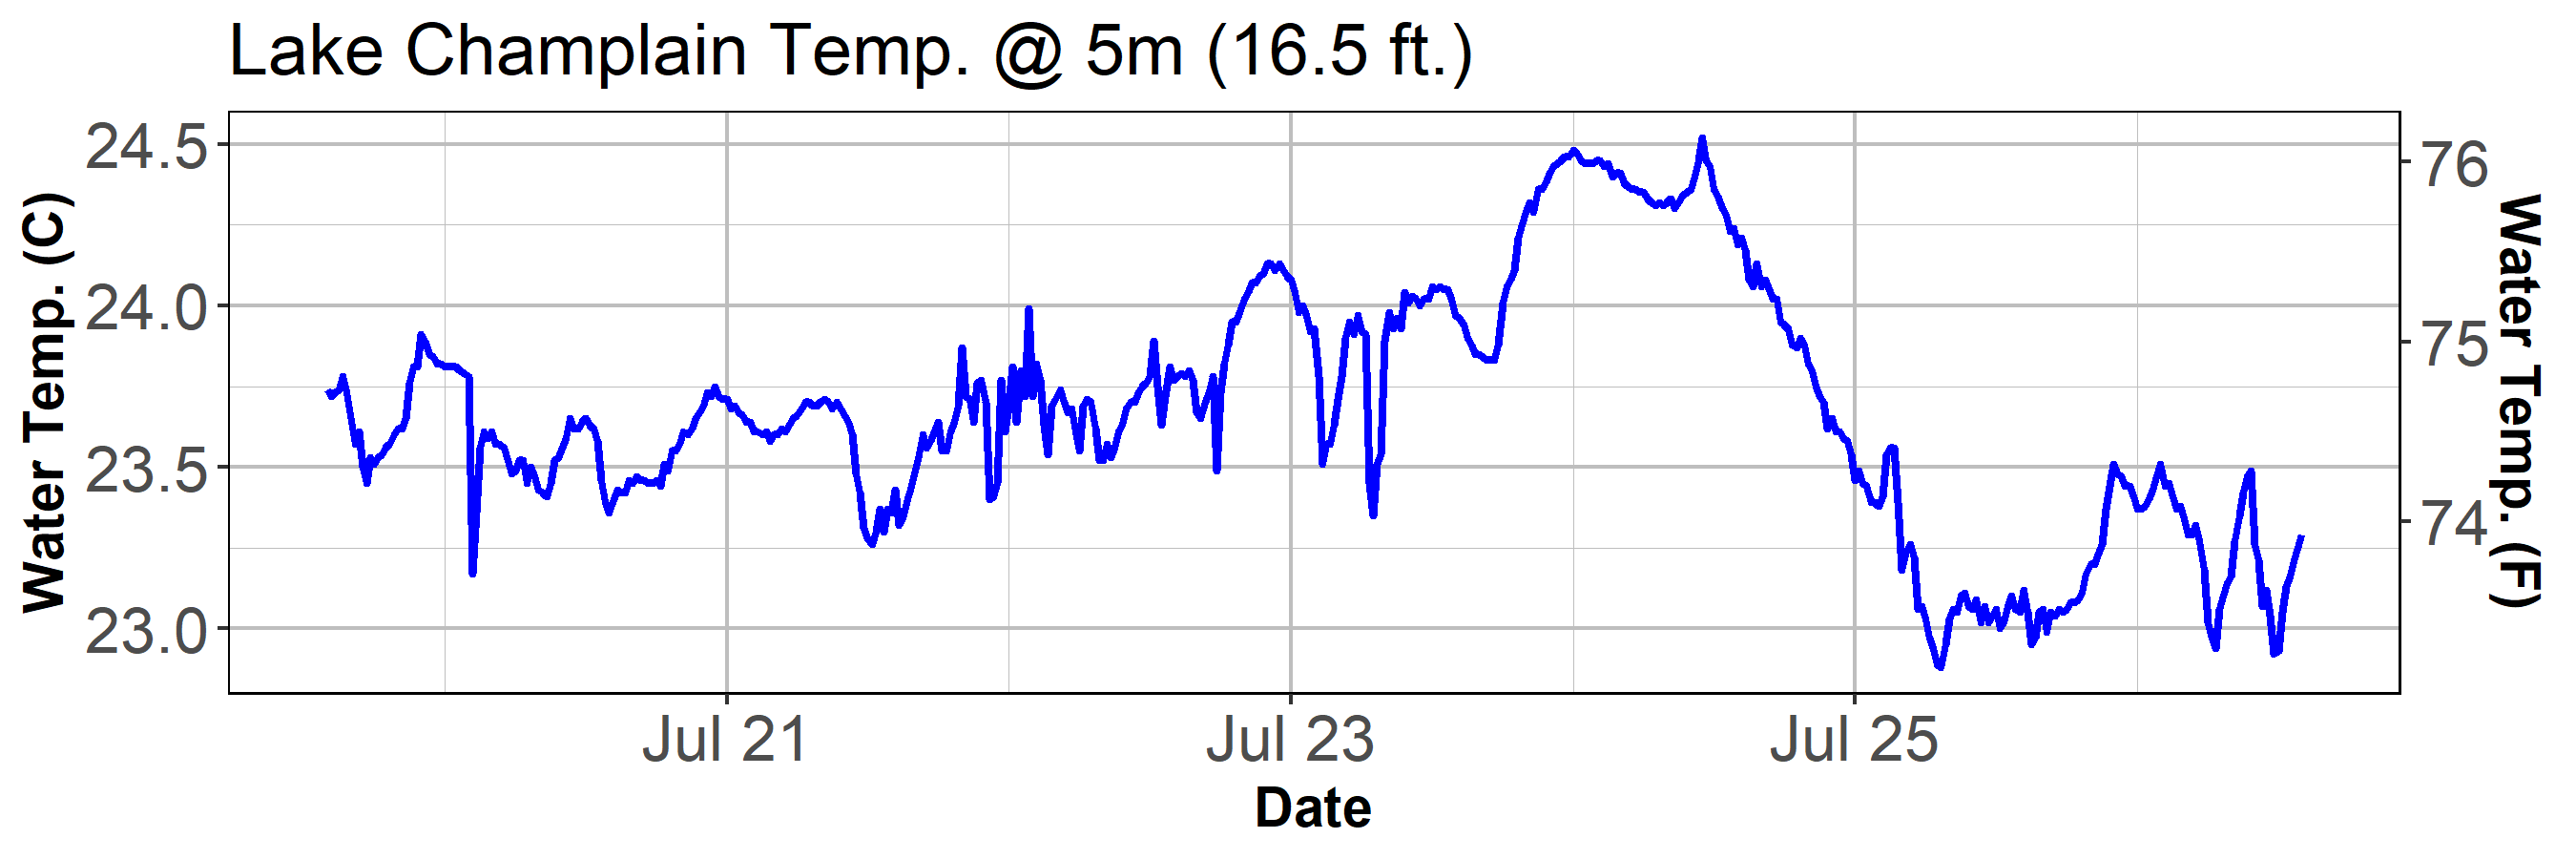 Lake Champlain Temp. @ 5m (16.5 ft.)
Water Temp. (C)
24.5
24.0
23.5
23.0
76
75
74
Water Temp. (F)
Jul 21 Jul 23 Jul 25
Date